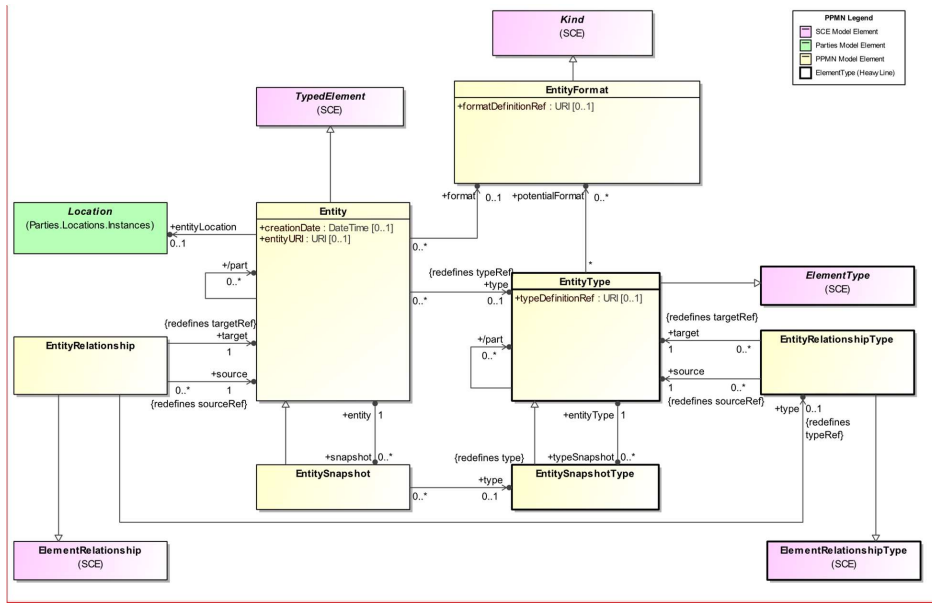 Kind
(SCE)
PPMN Legend
SCE Model Element
Parties Model Element
PPMN Model Element
ElementType (Heavy Line)
TypedElement
(SCE)
EntityFormat
+formatDefinitionRef : URI [0..1]
+format
0..1
+potentialFormat
0..*
Location
(Parties.Locations.Instances)
+entityLocation
0..1
Entity
+creationDate : DateTime [0..1]
+entityURI : URI [0..1]
0..*
+/part
0..*
{redefines typeRef}
+type
0..*
0..1
*
EntityType
+typeDefinitionRef : URI [0..1]
ElementType
(SCE)
{redefines targetRef}
+target
1
EntityRelationship
+source
0..*
1
{redefines sourceRef}
+/part
0..*
{redefines targetRef}
+target
1
0..*
EntityRelationshipType
+source
1
0..*
{redefines sourceRef}
+type
0..1
{redefines
typeRef}
+entity
1
+snapshot
0..*
+entityType
1
{redefines type}
+typeSnapshot
0..*
EntitySnapshot
+type
0..*
0..1
EntitySnapshotType
ElementRelationship
(SCE)
ElementRelationshipType
(SCE)